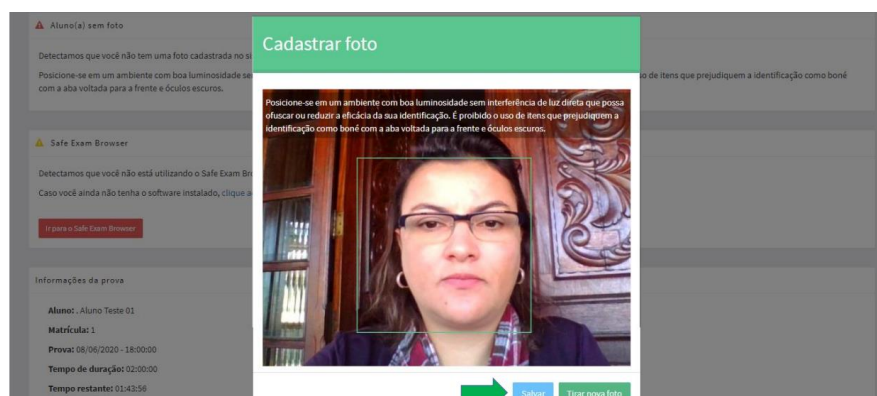 Aluno(a) sem foto
Cadastrar foto
Detectamos que você não tem uma foto cadastrada no si
Posicione-se em um ambiente com boa luminosidade se
so de itens que prejudiquem a identificação como boné
com a aba voltada para a frente e óculos escuros.
Posicione-se em um ambiente com boa luminosidade sem interferência de luz direta que possa
ofuscar ou reduzir a eficácia da sua identificação. É proibido o uso de itens que prejudiquem a
identificação como boné com a aba voltada para a frente e óculos escuros.
Safe Exam Browser
Detectamos que você não está utilizando o Safe Exam Br
Caso você ainda não tenha o software instalado, clique a
Ir para o Safe Exam Browser
Informações da prova
Aluno: . Aluno Teste 01
Matrícula: 1
Prova: 08/06/2020 - 18:00:00
Tempo de duração: 02:00:00
Tempo restante: 01:43:56
Salvar
Tirar nova foto